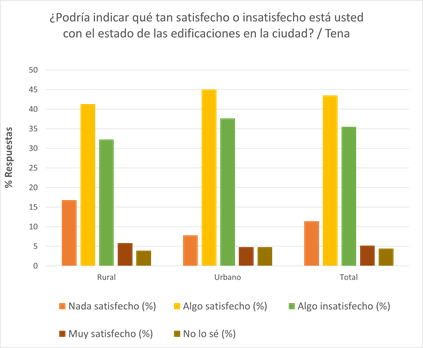 ¿Podría indicar qué tan satisfecho o insatisfecho está usted
con el estado de las edificaciones en la ciudad? / Tena
50
45
40
35
30
25
20
15
10
5
0
% Respuestas
Rural Urbano Total
Nada satisfecho (%) Algo satisfecho (%) Algo insatisfecho (%)
Muy satisfecho (%) No lo sé (%)